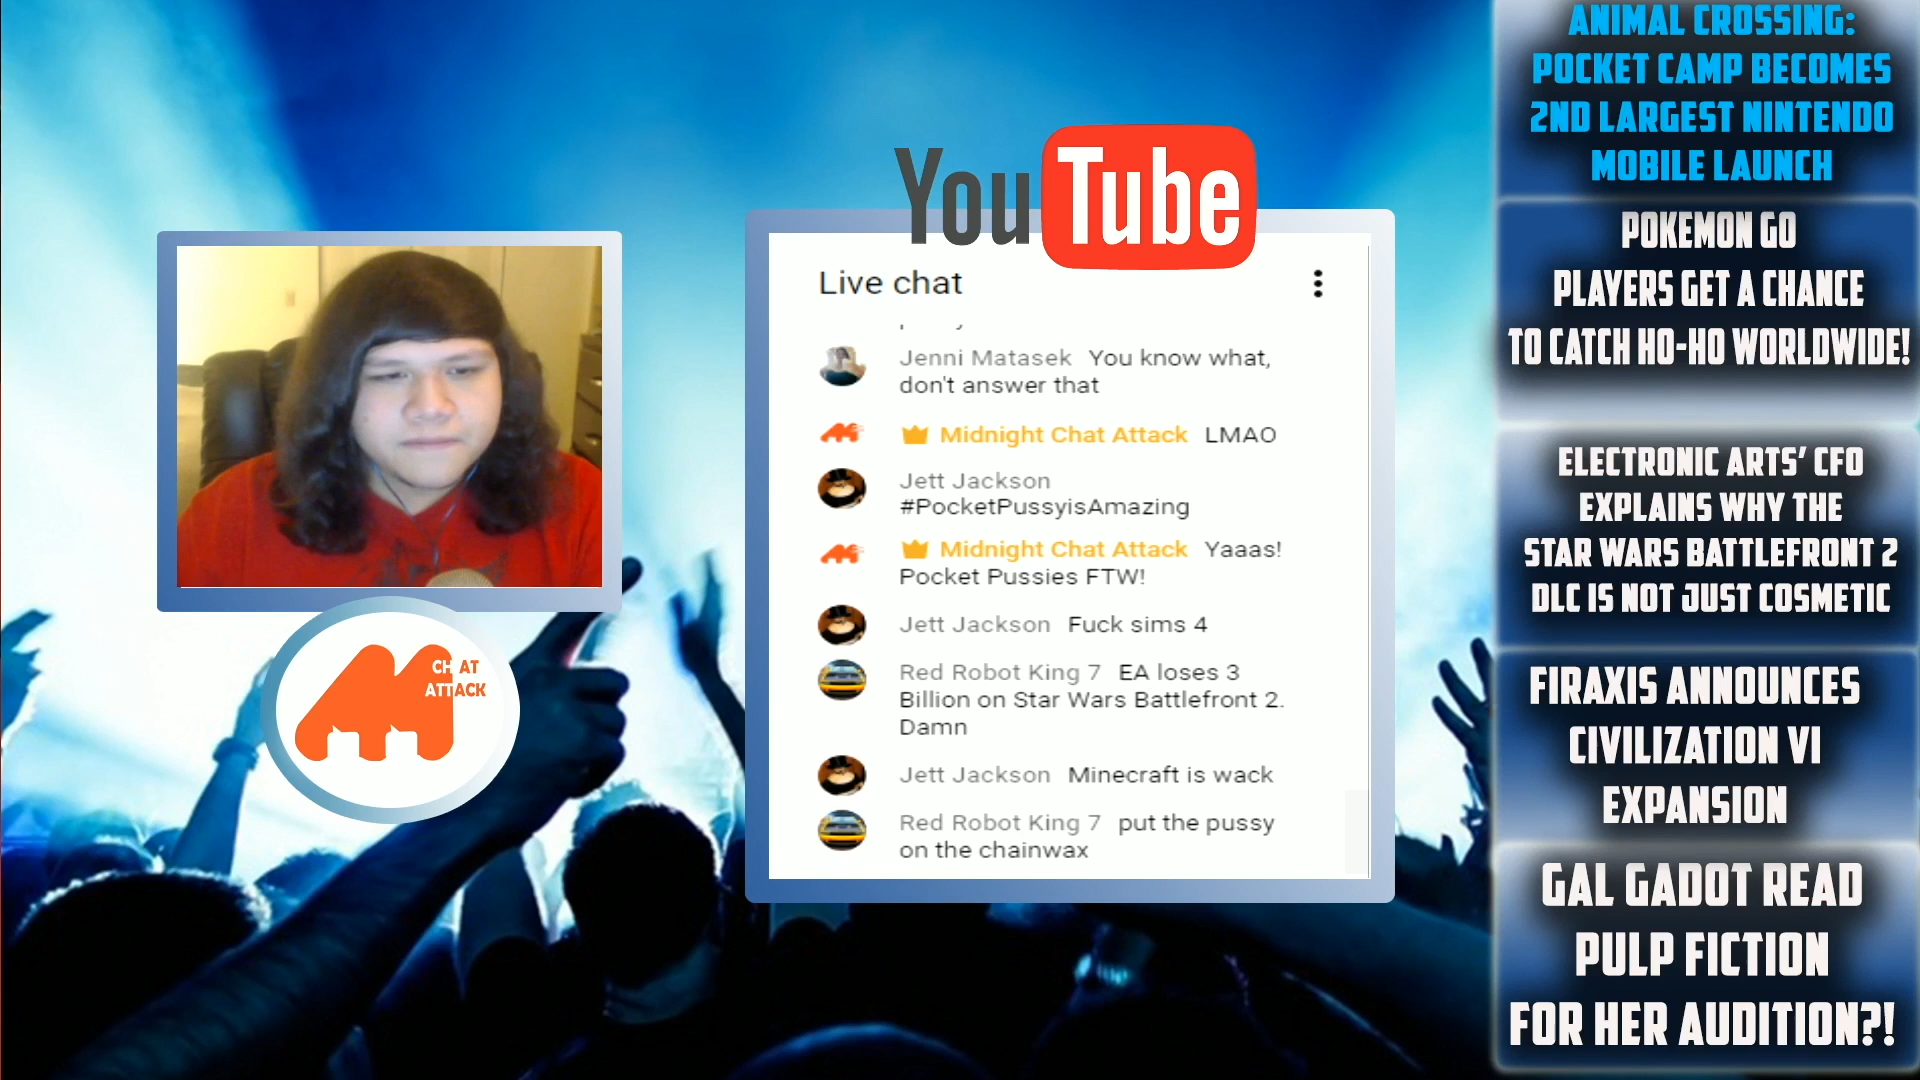 YouTube
Live chat
Jenni Matasek You know what,
don't answer that
Midnight Chat Attack LMAO
Jett Jackson
#PocketPussyisAmazing
Midnight Chat Attack Yaaas!
Pocket Pussies FTW!
Jett Jackson Fuck sims 4
Red Robot King 7 EA loses 3
Billion on Star Wars Battlefront 2.
Damn
Jett Jackson Minecraft is wack
Red Robot King 7 put the pussy
on the chainwax
CHAT
ATTACK
ANIMAL CROSSING:
POCKET CAMP BECOMES
2ND LARGEST NINTENDO
MOBILE LAUNCH
POKEMON GO
PLAYERS GET A CHANCE
TO CATCH HO-HO WORLDWIDE!
ELECTRONIC ARTS' CFO
EXPLAINS WHY THE
STAR WARS BATTLEFRONT 2
DLC IS NOT JUST COSMETIC
FIRAXIS ANNOUNCES
CIVILIZATION VI
EXPANSION
GAL GADOT READ
PULP FICTION
FOR HER AUDITION?!